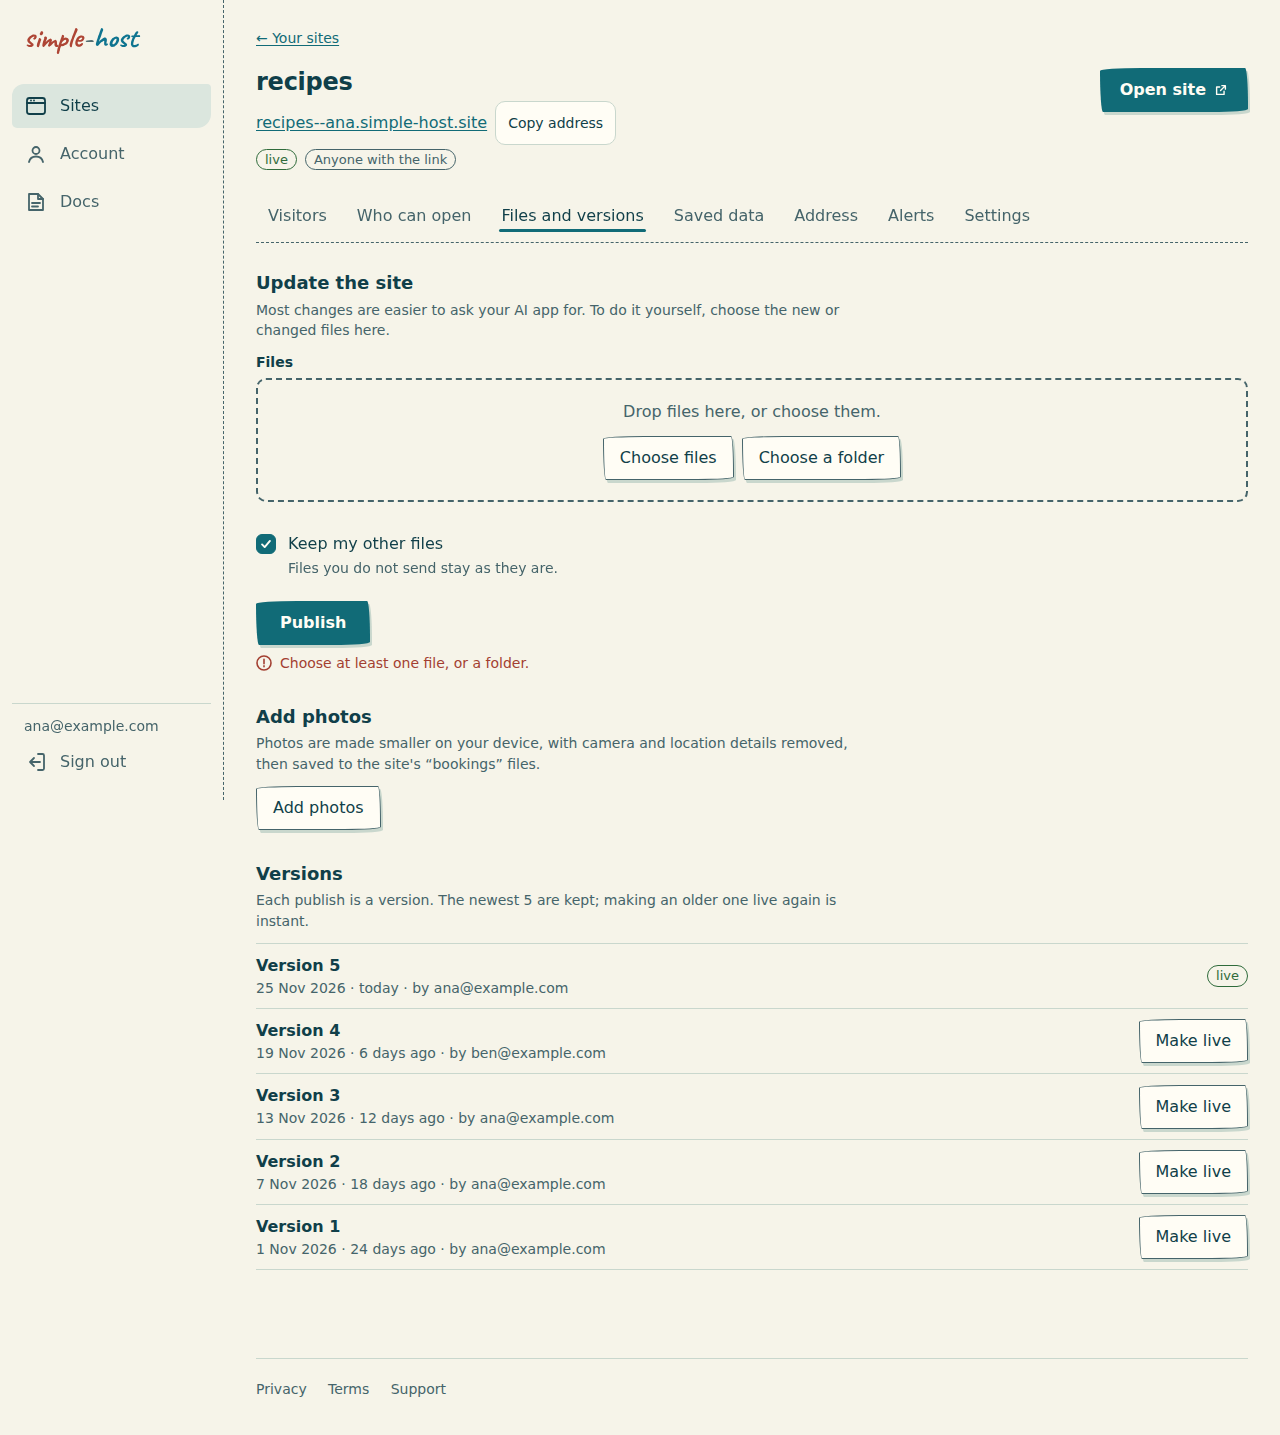 simple-host
Sites
Account
Docs
ana@example.com
Sign out
← Your sites
recipes
Open site
recipes--ana.simple-host.site
Copy address
live
Anyone with the link
Visitors
Who can open
Files and versions
Saved data
Address
Alerts
Settings
Update the site
Most changes are easier to ask your AI app for. To do it yourself, choose the new or
changed files here.
Files
Drop files here, or choose them.
Choose files
Choose a folder
Keep my other files
Files you do not send stay as they are.
Publish
Choose at least one file, or a folder.
Add photos
Photos are made smaller on your device, with camera and location details removed,
then saved to the site's “bookings” files.
Add photos
Versions
Each publish is a version. The newest 5 are kept; making an older one live again is
instant.
Version 5
25 Nov 2026 · today · by ana@example.com
live
Version 4
19 Nov 2026 · 6 days ago · by ben@example.com
Make live
Version 3
13 Nov 2026 · 12 days ago · by ana@example.com
Make live
Version 2
7 Nov 2026 · 18 days ago · by ana@example.com
Make live
Version 1
1 Nov 2026 · 24 days ago · by ana@example.com
Make live
Privacy
Terms
Support